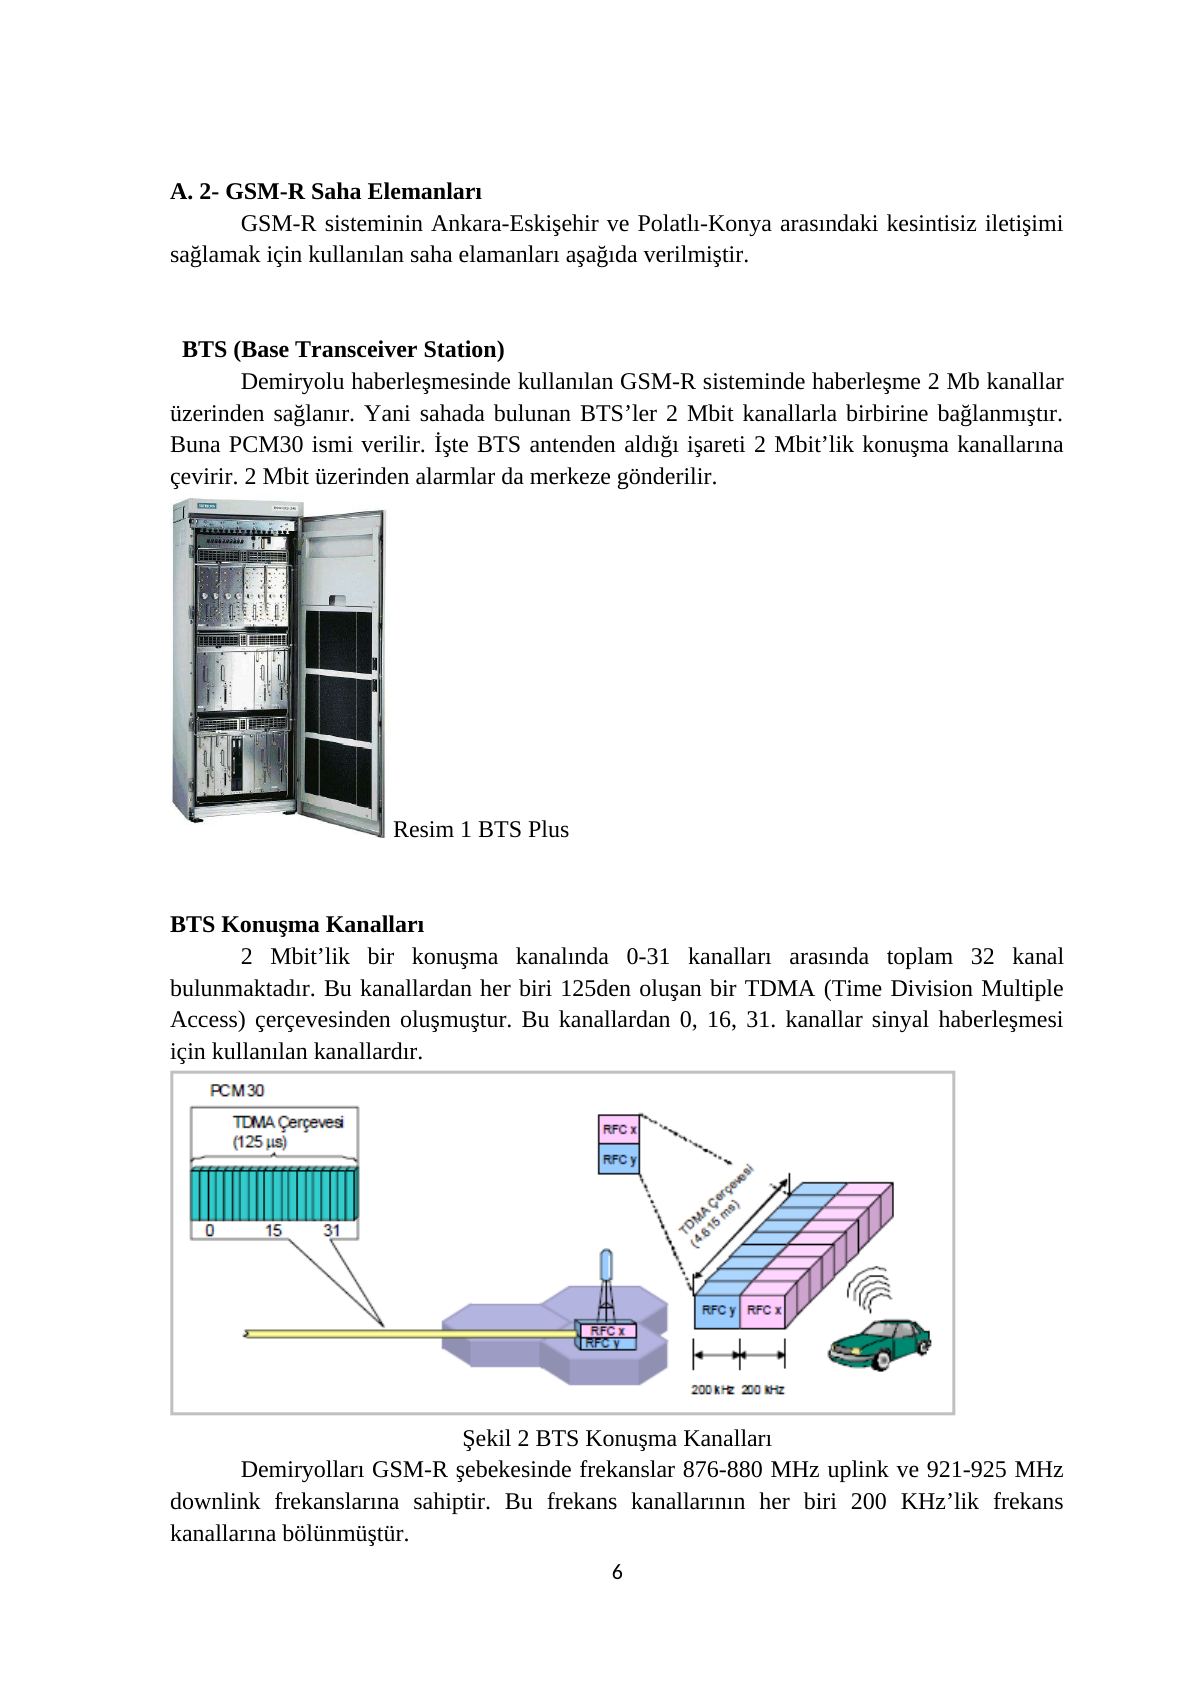 A. 2- GSM-R Saha Elemanları
GSM-R sisteminin Ankara-Eskişehir ve Polatlı-Konya arasındaki kesintisiz iletişimi
sağlamak için kullanılan saha elamanları aşağıda verilmiştir.
BTS (Base Transceiver Station)
Demiryolu haberleşmesinde kullanılan GSM-R sisteminde haberleşme 2 Mb kanallar
üzerinden sağlanır. Yani sahada bulunan BTS’ler 2 Mbit kanallarla birbirine bağlanmıştır.
Buna PCM30 ismi verilir. İşte BTS antenden aldığı işareti 2 Mbit’lik konuşma kanallarına
çevirir. 2 Mbit üzerinden alarmlar da merkeze gönderilir.
Resim 1 BTS Plus
BTS Konuşma Kanalları
2 Mbit’lik bir konuşma kanalında 0-31 kanalları arasında toplam 32 kanal
bulunmaktadır. Bu kanallardan her biri 125den oluşan bir TDMA (Time Division Multiple
Access) çerçevesinden oluşmuştur. Bu kanallardan 0, 16, 31. kanallar sinyal haberleşmesi
için kullanılan kanallardır.
PCM 30
TDMA Çerçevesi
(125 µs)
0 15 31
RFC x
RFC y
TDMA Çerçevesi
(4.615 ms)
RFC y RFC x
RFC x
RFC y
200 kHz 200 kHz
Şekil 2 BTS Konuşma Kanalları
Demiryolları GSM-R şebekesinde frekanslar 876-880 MHz uplink ve 921-925 MHz
downlink frekanslarına sahiptir. Bu frekans kanallarının her biri 200 KHz’lik frekans
kanallarına bölünmüştür.
6